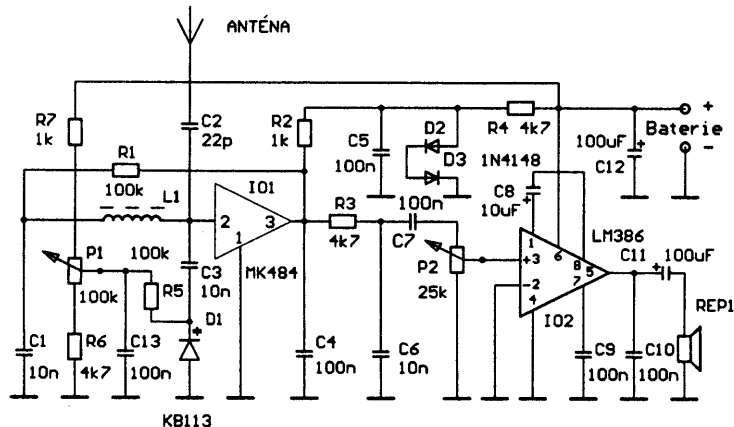 ANTÉNA
R7
1k
C2
22p
R2
1k
C5
100n
D2
D3
1N4148
R4 4k7
+
Baterie
-
100uF
+
C12
R1
100k
L1
IO1
2
3
1
MK484
R3
4k7
100n
C7
C8
10uF
+
LM386
1
+3
-2
4
6
8
5
7
IO2
C11
100uF
+
REP1
P1
100k
100k
R5
C3
10n
D1
+
P2
25k
C1
10n
R6
4k7
C13
100n
C4
100n
C6
10n
C9
100n
C10
100n
KB113